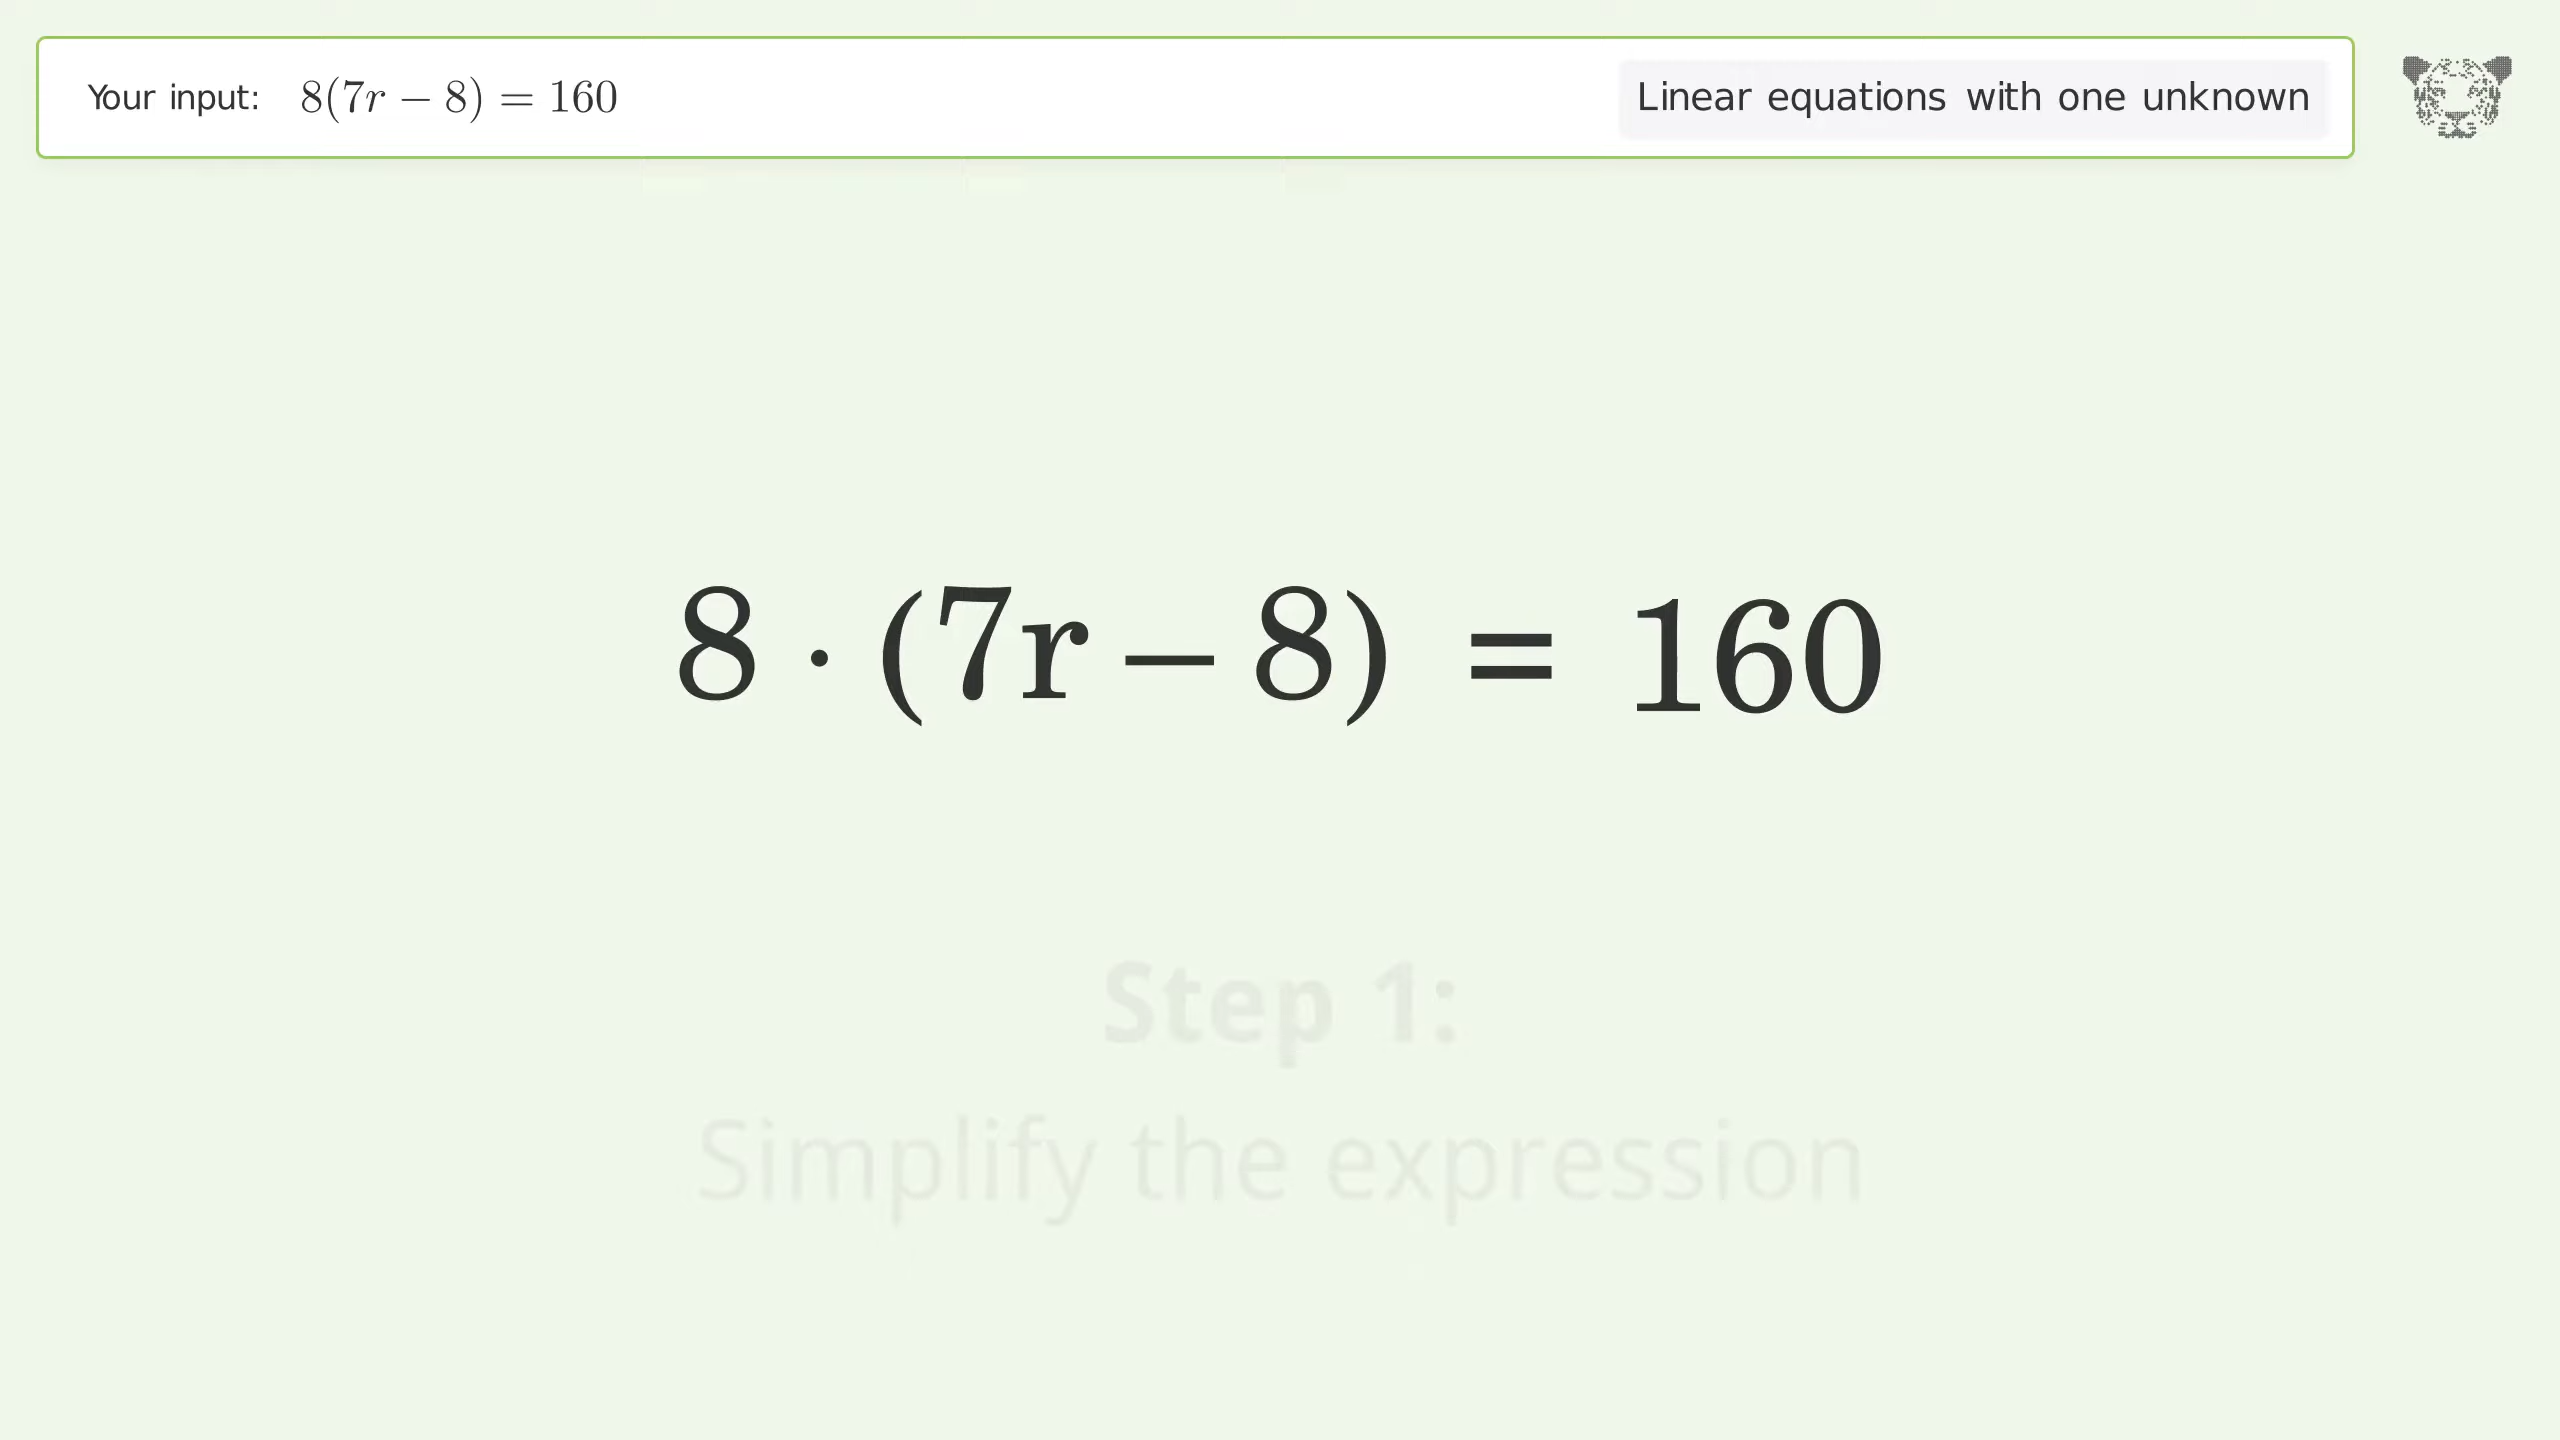 Your input: 8(7r − 8) = 160
Linear equations with one unknown
8 · (7r − 8) = 160
Step 1:
Simplify the expression